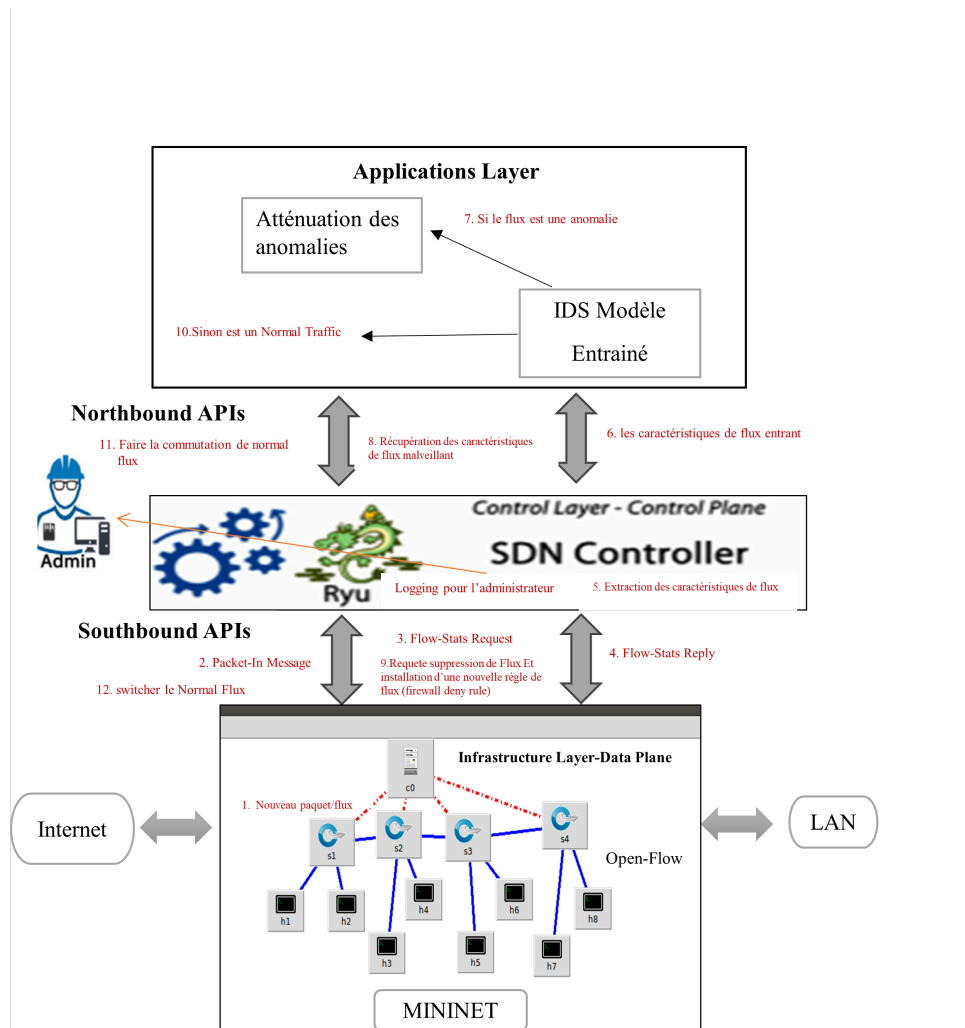 Applications Layer
Atténuation des
anomalies
7. Si le flux est une anomalie
IDS Modèle
Entrainé
10.Sinon est un Normal Traffic
Northbound APIs
11. Faire la commutation de normal
flux
8. Récupération des caractéristiques
de flux malveillant
6. les caractéristiques de flux entrant
Admin
Control Layer - Control Plane
SDN Controller
Ryu
Logging pour l'administrateur
5. Extraction des caractéristiques de flux
Southbound APIs
3. Flow-Stats Request
2. Packet-In Message
4. Flow-Stats Reply
9.Requete suppression de Flux Et
installation d'une nouvelle règle de
flux (firewall deny rule)
12. switcher le Normal Flux
Infrastructure Layer-Data Plane
c0
1. Nouveau paquet/flux
Internet
LAN
s1
s2
s3
s4
Open-Flow
h1
h2
h4
h6
h8
h3
h5
h7
MININET